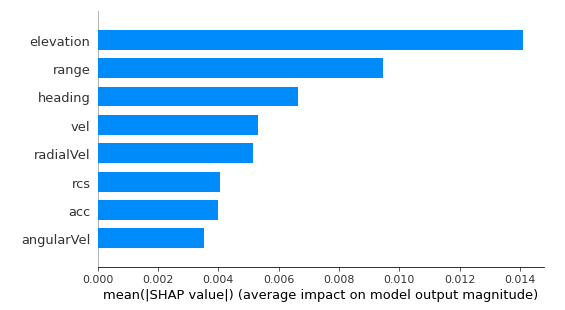 elevation
range
heading
vel
radialVel
rcs
acc
angularVel
0.000 0.002 0.004 0.006 0.008 0.010 0.012 0.014
mean(|SHAP value|) (average impact on model output magnitude)